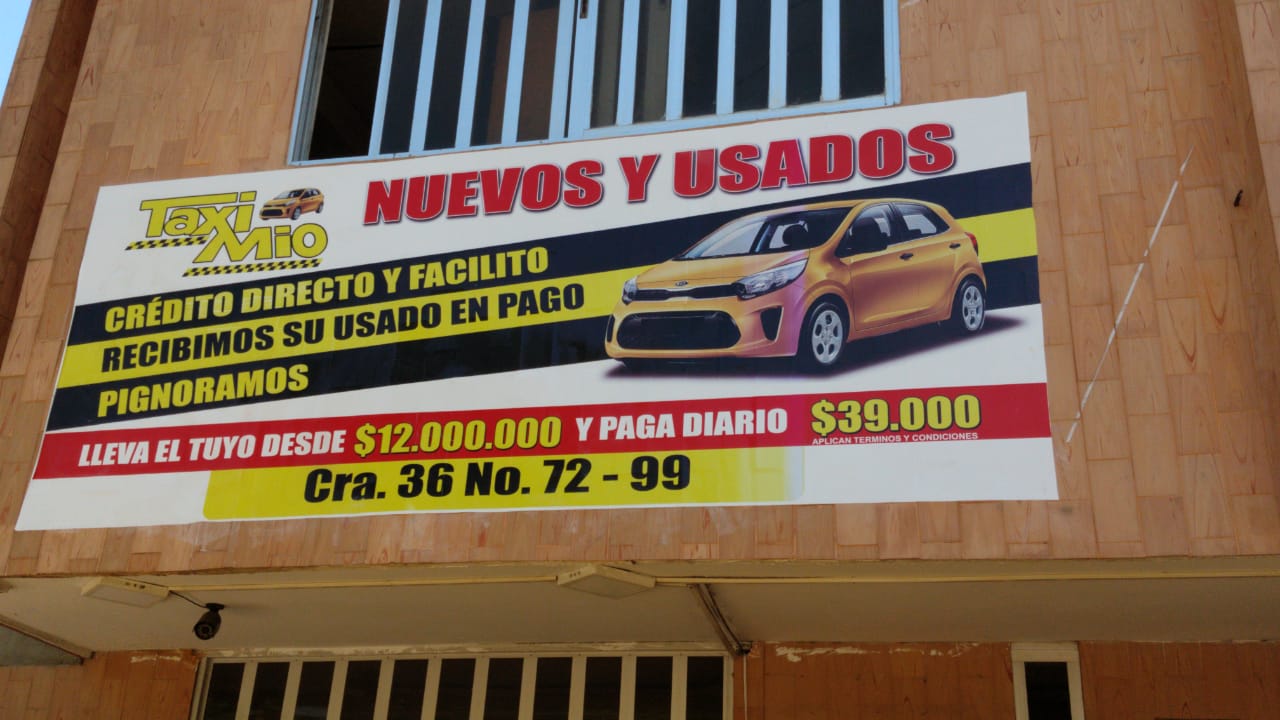 Taxi
Mio
NUEVOS Y USADOS
CRÉDITO DIRECTO Y FACILITO
RECIBIMOS SU USADO EN PAGO
PIGNORAMOS
LLEVA EL TUYO DESDE $12.000.000 Y PAGA DIARIO $39.000
APLICAN TERMINOS Y CONDICIONES
Cra. 36 No. 72 - 99